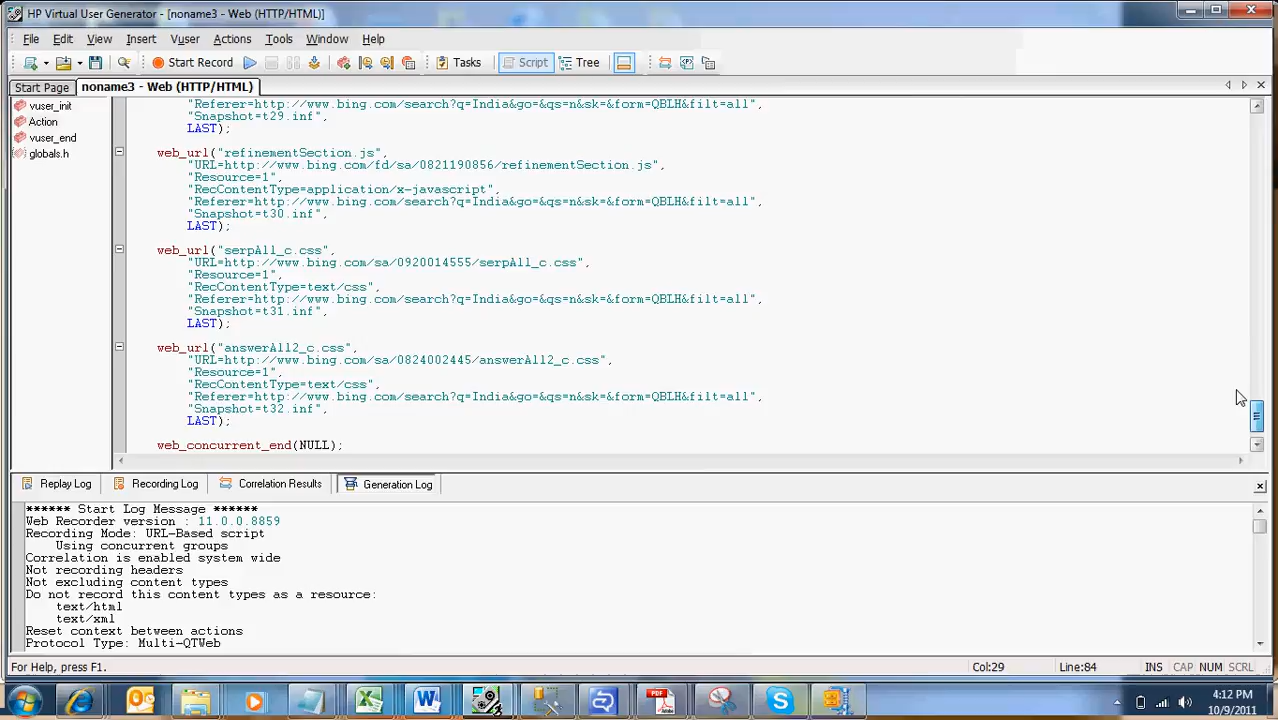 HP Virtual User Generator - [noname3 - Web (HTTP/HTML)]
File Edit View Insert Vuser Actions Tools Window Help
Start Record Tasks Script Tree
Start Page noname3 - Web (HTTP/HTML)
vuser_init
Action
vuser_end
globals.h
"Referer=http://www.bing.com/search?q=India&go=&qs=n&sk=&form=QBLH&filt=all",
"Snapshot=t29.inf",
LAST);
web_url("refinementSection.js",
"URL=http://www.bing.com/fd/sa/0821190856/refinementSection.js",
"Resource=1",
"RecContentType=application/x-javascript",
"Referer=http://www.bing.com/search?q=India&go=&qs=n&sk=&form=QBLH&filt=all",
"Snapshot=t30.inf",
LAST);
web_url("serpAll_c.css",
"URL=http://www.bing.com/sa/0920014555/serpAll_c.css",
"Resource=1",
"RecContentType=text/css",
"Referer=http://www.bing.com/search?q=India&go=&qs=n&sk=&form=QBLH&filt=all",
"Snapshot=t31.inf",
LAST);
web_url("answerAll2_c.css",
"URL=http://www.bing.com/sa/0824002445/answerAll2_c.css",
"Resource=1",
"RecContentType=text/css",
"Referer=http://www.bing.com/search?q=India&go=&qs=n&sk=&form=QBLH&filt=all",
"Snapshot=t32.inf",
LAST);
web_concurrent_end(NULL);
Replay Log Recording Log Correlation Results Generation Log
****** Start Log Message ******
Web Recorder version : 11.0.0.8859
Recording Mode: URL-Based script
Using concurrent groups
Correlation is enabled system wide
Not recording headers
Not excluding content types
Do not record this content types as a resource:
text/html
text/xml
Reset context between actions
Protocol Type: Multi-QTWeb
For Help, press F1. Col:29 Line:84 INS CAP NUM SCRL
4:12 PM
10/9/2011